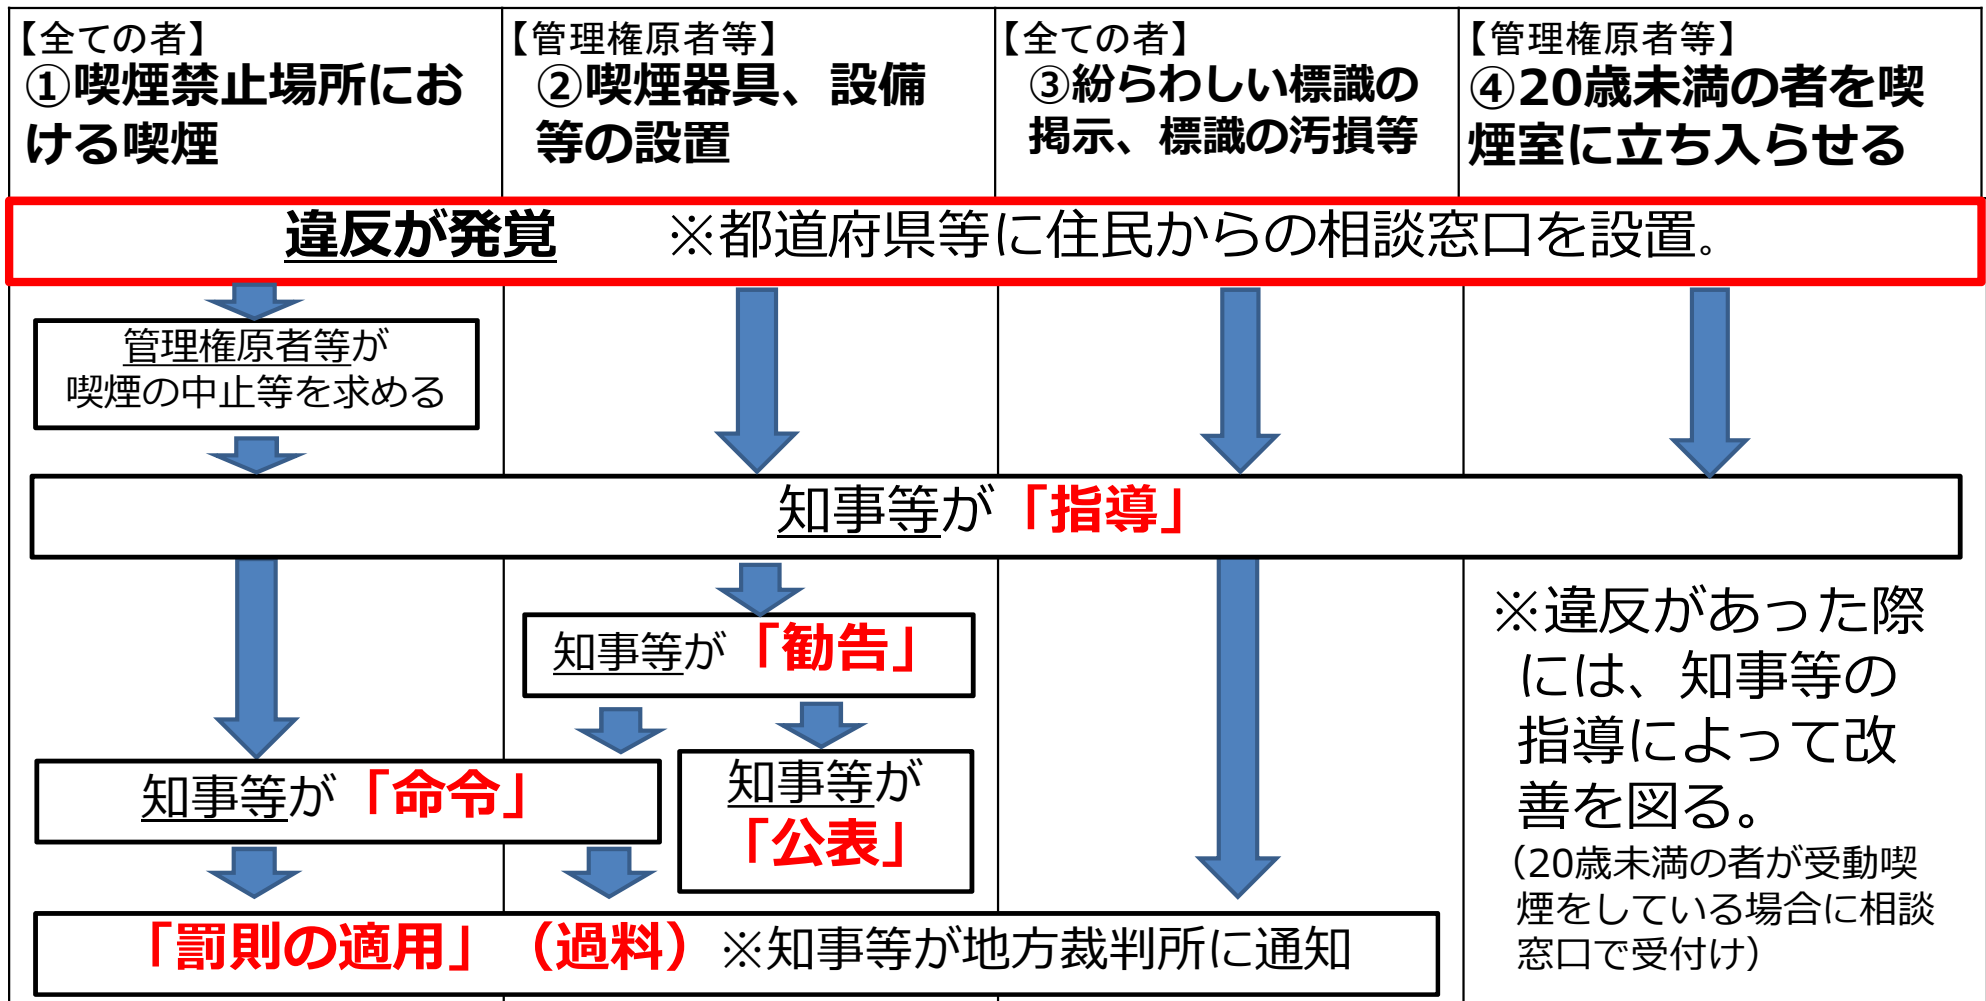 【全ての者】
①喫煙禁止場所にお
ける喫煙
【管理権原者等】
②喫煙器具、設備
等の設置
【全ての者】
③紛らわしい標識の
掲示、標識の汚損等
【管理権原者等】
④20歳未満の者を喫
煙室に立ち入らせる
違反が発覚　※都道府県等に住民からの相談窓口を設置。
管理権原者等が
喫煙の中止等を求める
知事等が「指導」
知事等が「勧告」
知事等が「命令」
知事等が
「公表」
「罰則の適用」（過料）※知事等が地方裁判所に通知
※違反があった際
には、知事等の
指導によって改
善を図る。
（20歳未満の者が受動喫
煙をしている場合に相談
窓口で受付け）